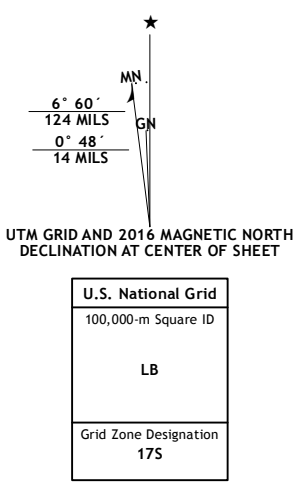 ★
MN
6° 60´
124 MILS
GN
0° 48´
14 MILS
UTM GRID AND 2016 MAGNETIC NORTH
DECLINATION AT CENTER OF SHEET
U.S. National Grid
100,000-m Square ID
LB
Grid Zone Designation
17S